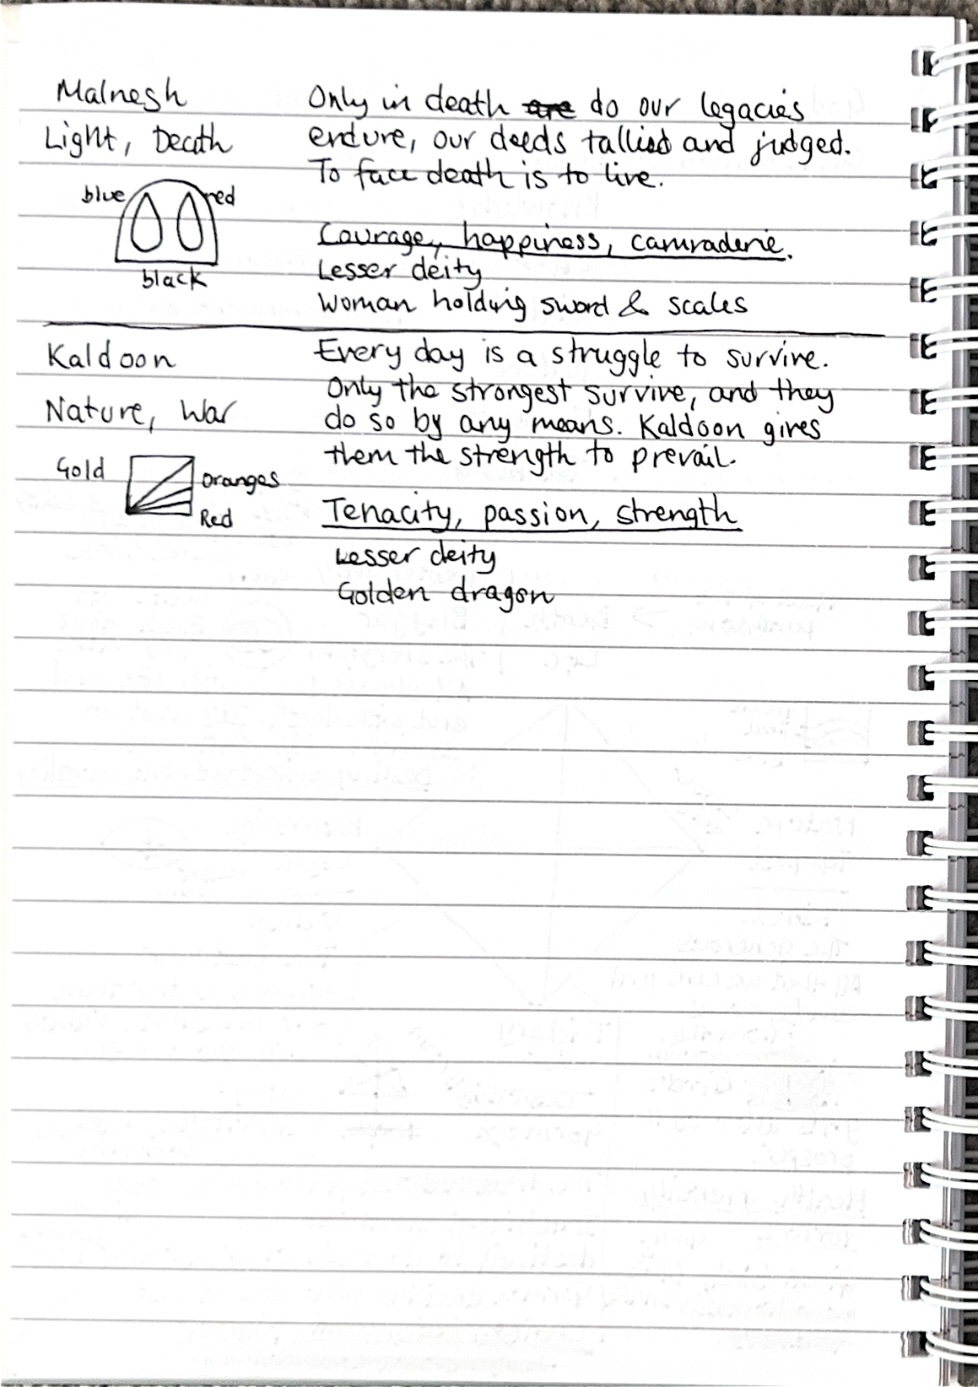 Malnesh
Light, Death
blue red
black
Only in death are do our legacies
endure, our deeds tallied and judged.
To face death is to live.
Courage, happiness, camraderie.
Lesser deity
Woman holding sword & scales
Kaldoon
Nature, War
Gold
Oranges
Red
Every day is a struggle to survive.
Only the strongest survive, and they
do so by any means. Kaldoon gives
them the strength to prevail.
Tenacity, passion, strength
Lesser deity
Golden dragon